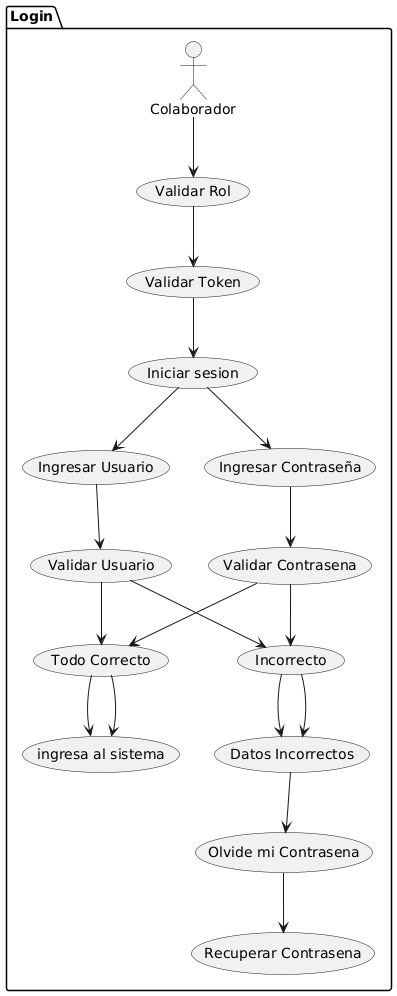 Login
Colaborador
Validar Rol
Validar Token
Iniciar sesion
Ingresar Usuario
Ingresar Contraseña
Validar Usuario
Validar Contrasena
Todo Correcto
Incorrecto
ingresa al sistema
Datos Incorrectos
Olvide mi Contrasena
Recuperar Contrasena